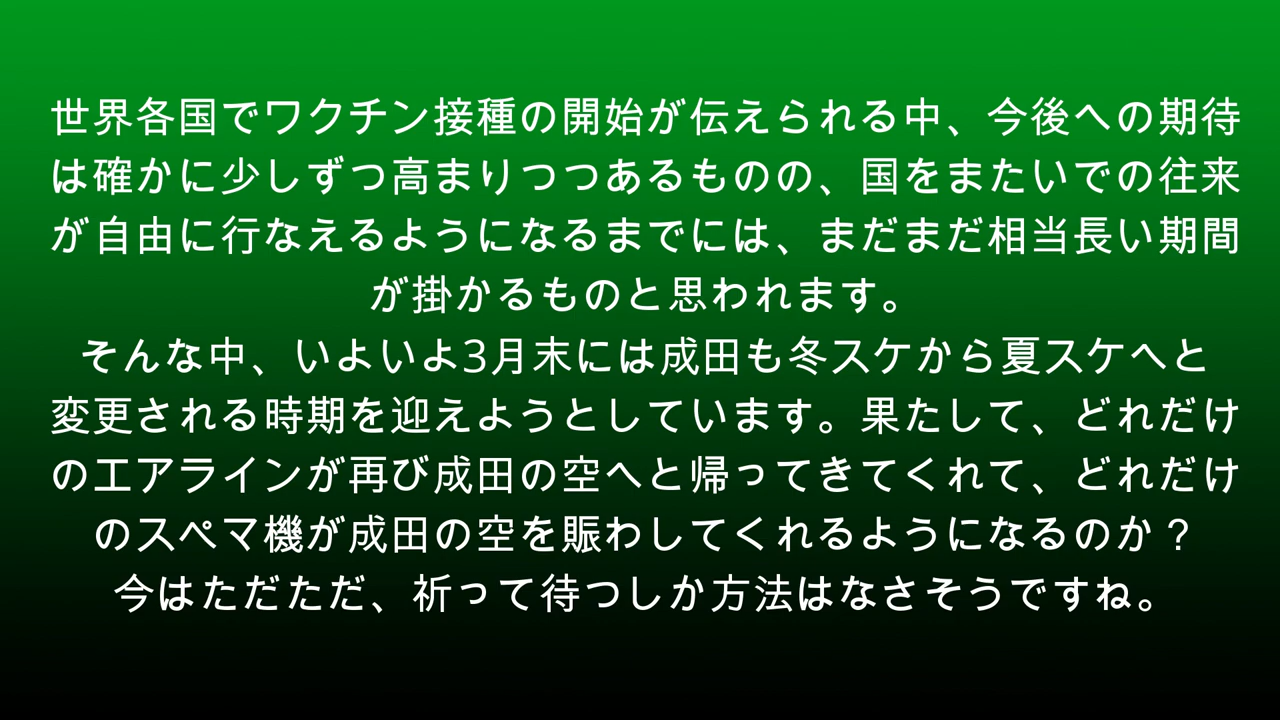 世界各国でワクチン接種の開始が伝えられる中、今後への期待
は確かに少しずつ高まりつつあるものの、国をまたいでの往来
が自由に行なえるようになるまでには、まだまだ相当長い期間
が掛かるものと思われます。
そんな中、いよいよ3月末には成田も冬スケから夏スケへと
変更される時期を迎えようとしています。果たして、どれだけ
のエアラインが再び成田の空へと帰ってきてくれて、どれだけ
のスペマ機が成田の空を賑わしてくれるようになるのか？
今はただただ、祈って待つしか方法はなさそうですね。